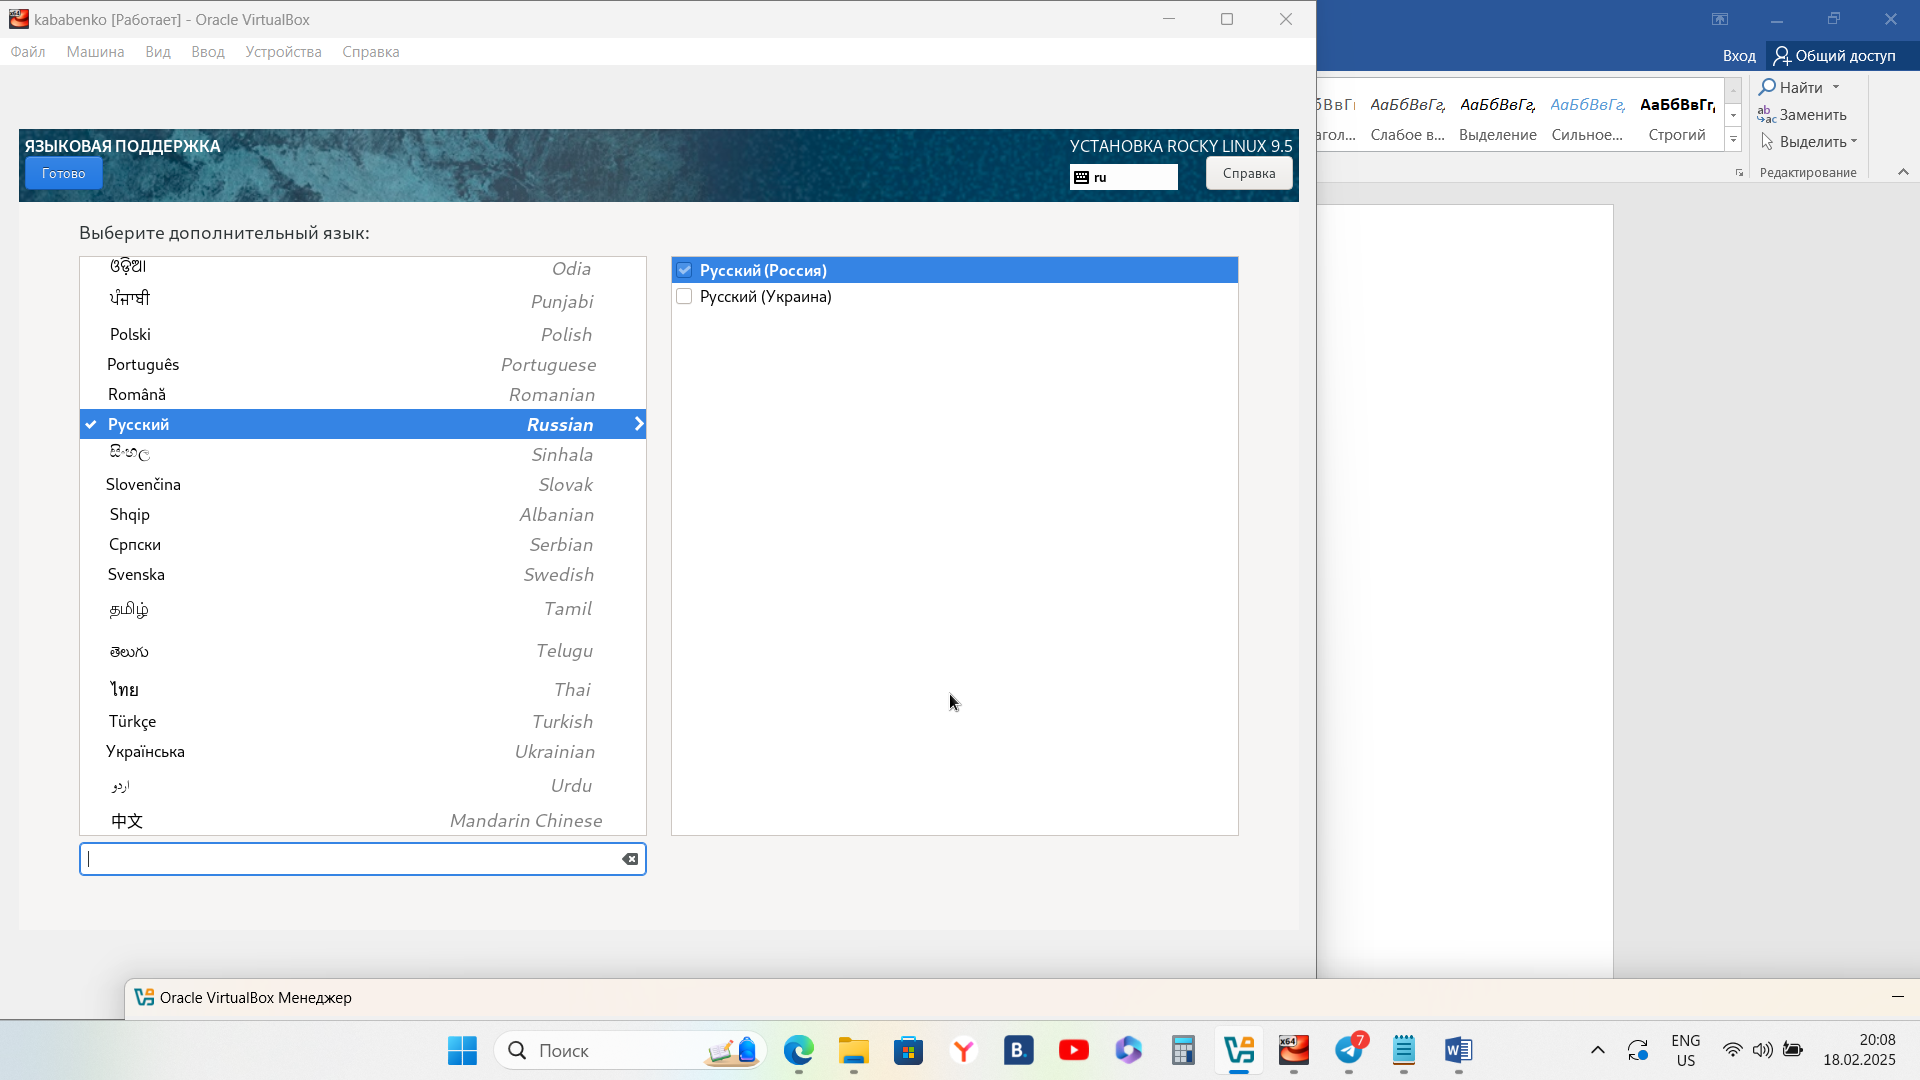 kababenko [Работает] - Oracle VirtualBox
Файл Машина Вид Ввод Устройства Справка
Вход Общий доступ
АаБбВвГг, АаБбВвГг, АаБбВвГг, АаБбВвГг,
Слабое в... Выделение Сильное... Строгий
Найти
Заменить
Выделить
Редактирование
ЯЗЫКОВАЯ ПОДДЕРЖКА
Готово
УСТАНОВКА ROCKY LINUX 9.5
ru
Справка
Выберите дополнительный язык:
ଓଡ଼ିଆ Odia
ਪੰਜਾਬੀ Punjabi
Polski Polish
Português Portuguese
Română Romanian
Русский Russian
සිංහල Sinhala
Slovenčina Slovak
Shqip Albanian
Српски Serbian
Svenska Swedish
தமிழ் Tamil
తెలుగు Telugu
ไทย Thai
Türkçe Turkish
Українська Ukrainian
اردو Urdu
中文 Mandarin Chinese
Русский (Россия)
Русский (Украина)
Oracle VirtualBox Менеджер
Поиск
B.
x64
7
ENG
US
20:08
18.02.2025